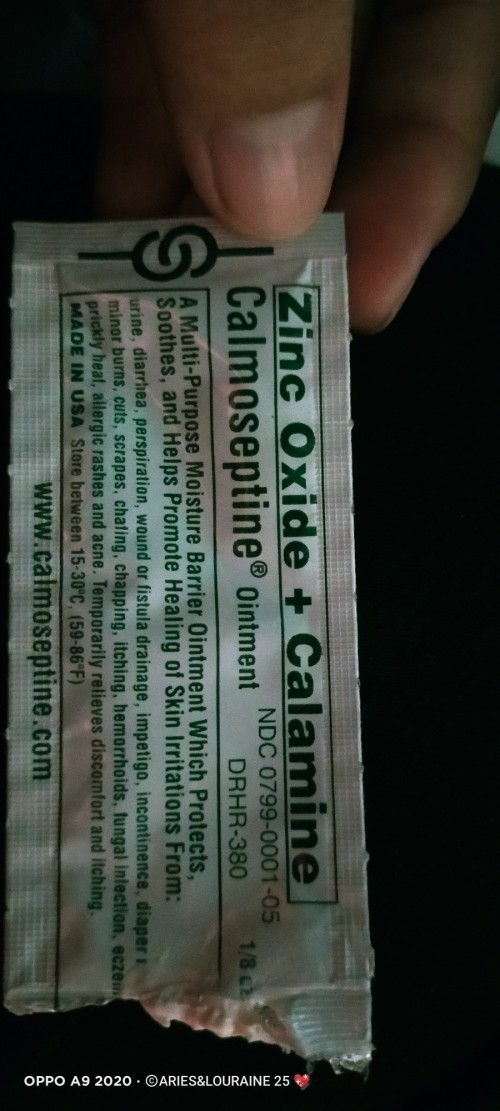 Zinc Oxide + Calamine
Calmoseptine® Ointment
NDC 0799-0001-05
DRHR-380
1/8 oz
A Multi-Purpose Moisture Barrier Ointment Which Protects,
Soothes, and Helps Promote Healing of Skin Irritations From:
urine, diarrhea, perspiration, wound or fistula drainage, impetigo, incontinence, diaper
minor burns, cuts, scrapes, chafing, chapping, itching, hemorrhoids, fungal infection,
prickly heat, allergic rashes and acne. Temporarily relieves discomfort and itching.
MADE IN USA Store between 15-30°C, (59-86°F)
www.calmoseptine.com
OPPO A9 2020 · ©ARIES&LOURAINE 25 💖